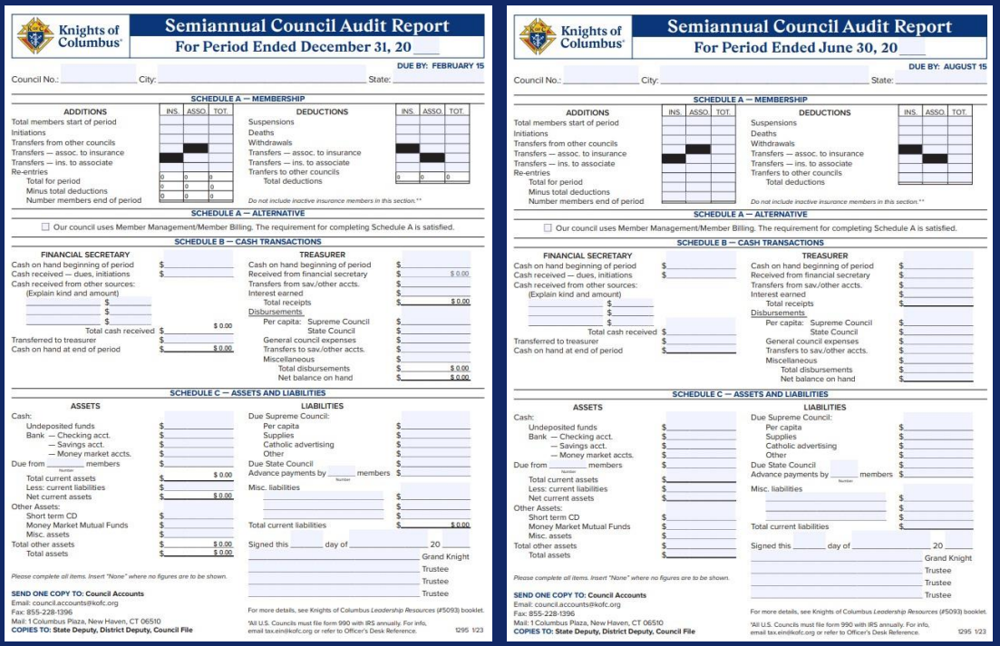 Knights of
Columbus®
Semiannual Council Audit Report
For Period Ended December 31, 20
DUE BY: FEBRUARY 15
Council No.: City: State:
SCHEDULE A — MEMBERSHIP
ADDITIONS INS. ASSO. TOT. DEDUCTIONS INS. ASSO. TOT.
Total members start of period Suspensions
Initiations Deaths
Transfers from other councils Withdrawals
Transfers — assoc. to insurance Transfers — assoc. to insurance
Transfers — ins. to associate Transfers — ins. to associate
Re-entries Tranfers to other councils
Total for period 0 0 0 Total deductions
Minus total deductions 0 0 0
Number members end of period 0 0 0 Do not include inactive insurance members in this section.**
SCHEDULE A — ALTERNATIVE
Our council uses Member Management/Member Billing. The requirement for completing Schedule A is satisfied.
SCHEDULE B — CASH TRANSACTIONS
FINANCIAL SECRETARY TREASURER
Cash on hand beginning of period $ Cash on hand beginning of period $
Cash received — dues, initiations $ Received from financial secretary $ $ 0.00
Cash received from other sources: Transfers from sav./other accts. $
(Explain kind and amount) Interest earned $
$ Total receipts $ $ 0.00
$ Disbursements
$ Per capita: Supreme Council $
Total cash received $ $ 0.00 State Council $
Transferred to treasurer $ General council expenses $
Cash on hand at end of period $ $ 0.00 Transfers to sav./other accts. $
Miscellaneous $
Total disbursements $ $ 0.00
Net balance on hand $ $ 0.00
SCHEDULE C — ASSETS AND LIABILITIES
ASSETS LIABILITIES
Cash: Due Supreme Council:
Undeposited funds $ Per capita $
Bank — Checking acct. $ Supplies $
— Savings acct. $ Catholic advertising $
— Money market accts. $ Other $
Due from members $ Due State Council $
Number
Advance payments by members $
Number
Total current assets $ $ 0.00
Less: current liabilities $ Misc. liabilities
Net current assets $ $ 0.00 $
Other Assets: $
Short term CD $ $
Money Market Mutual Funds $ Total current liabilities $ $ 0.00
Misc. assets $
Total other assets $ $ 0.00 Signed this day of 20
Total assets $ $ 0.00 Grand Knight
Trustee
Please complete all items. Insert "None" where no figures are to be shown. Trustee
Trustee
SEND ONE COPY TO: Council Accounts
Email: council.accounts@kofc.org
Fax: 855-228-1396 For more details, see Knights of Columbus Leadership Resources (#5093) booklet.
Mail: 1 Columbus Plaza, New Haven, CT 06510 *All U.S. Councils must file form 990 with IRS annually. For info,
COPIES TO: State Deputy, District Deputy, Council File email tax.ein@kofc.org or refer to Officer's Desk Reference. 1295 1/23
Knights of
Columbus®
Semiannual Council Audit Report
For Period Ended June 30, 20
DUE BY: AUGUST 15
Council No.: City: State:
SCHEDULE A — MEMBERSHIP
ADDITIONS INS. ASSO. TOT. DEDUCTIONS INS. ASSO. TOT.
Total members start of period Suspensions
Initiations Deaths
Transfers from other councils Withdrawals
Transfers — assoc. to insurance Transfers — assoc. to insurance
Transfers — ins. to associate Transfers — ins. to associate
Re-entries Tranfers to other councils
Total for period Total deductions
Minus total deductions
Number members end of period Do not include inactive insurance members in this section.**
SCHEDULE A — ALTERNATIVE
Our council uses Member Management/Member Billing. The requirement for completing Schedule A is satisfied.
SCHEDULE B — CASH TRANSACTIONS
FINANCIAL SECRETARY TREASURER
Cash on hand beginning of period $ Cash on hand beginning of period $
Cash received — dues, initiations $ Received from financial secretary $
Cash received from other sources: Transfers from sav./other accts. $
(Explain kind and amount) Interest earned $
$ Total receipts $
$ Disbursements
$ Per capita: Supreme Council $
Total cash received $ State Council $
Transferred to treasurer $ General council expenses $
Cash on hand at end of period $ Transfers to sav./other accts. $
Miscellaneous $
Total disbursements $
Net balance on hand $
SCHEDULE C — ASSETS AND LIABILITIES
ASSETS LIABILITIES
Cash: Due Supreme Council:
Undeposited funds $ Per capita $
Bank — Checking acct. $ Supplies $
— Savings acct. $ Catholic advertising $
— Money market accts. $ Other $
Due from members $ Due State Council $
Number
Advance payments by members $
Number
Total current assets $
Less: current liabilities $ Misc. liabilities
Net current assets $ $
Other Assets: $
Short term CD $ $
Money Market Mutual Funds $ Total current liabilities $
Misc. assets $
Total other assets $ Signed this day of 20
Total assets $ Grand Knight
Trustee
Please complete all items. Insert "None" where no figures are to be shown. Trustee
Trustee
SEND ONE COPY TO: Council Accounts
Email: council.accounts@kofc.org
Fax: 855-228-1396 For more details, see Knights of Columbus Leadership Resources (#5093) booklet.
Mail: 1 Columbus Plaza, New Haven, CT 06510 *All U.S. Councils must file form 990 with IRS annually. For info,
COPIES TO: State Deputy, District Deputy, Council File email tax.ein@kofc.org or refer to Officer's Desk Reference. 1295 1/23